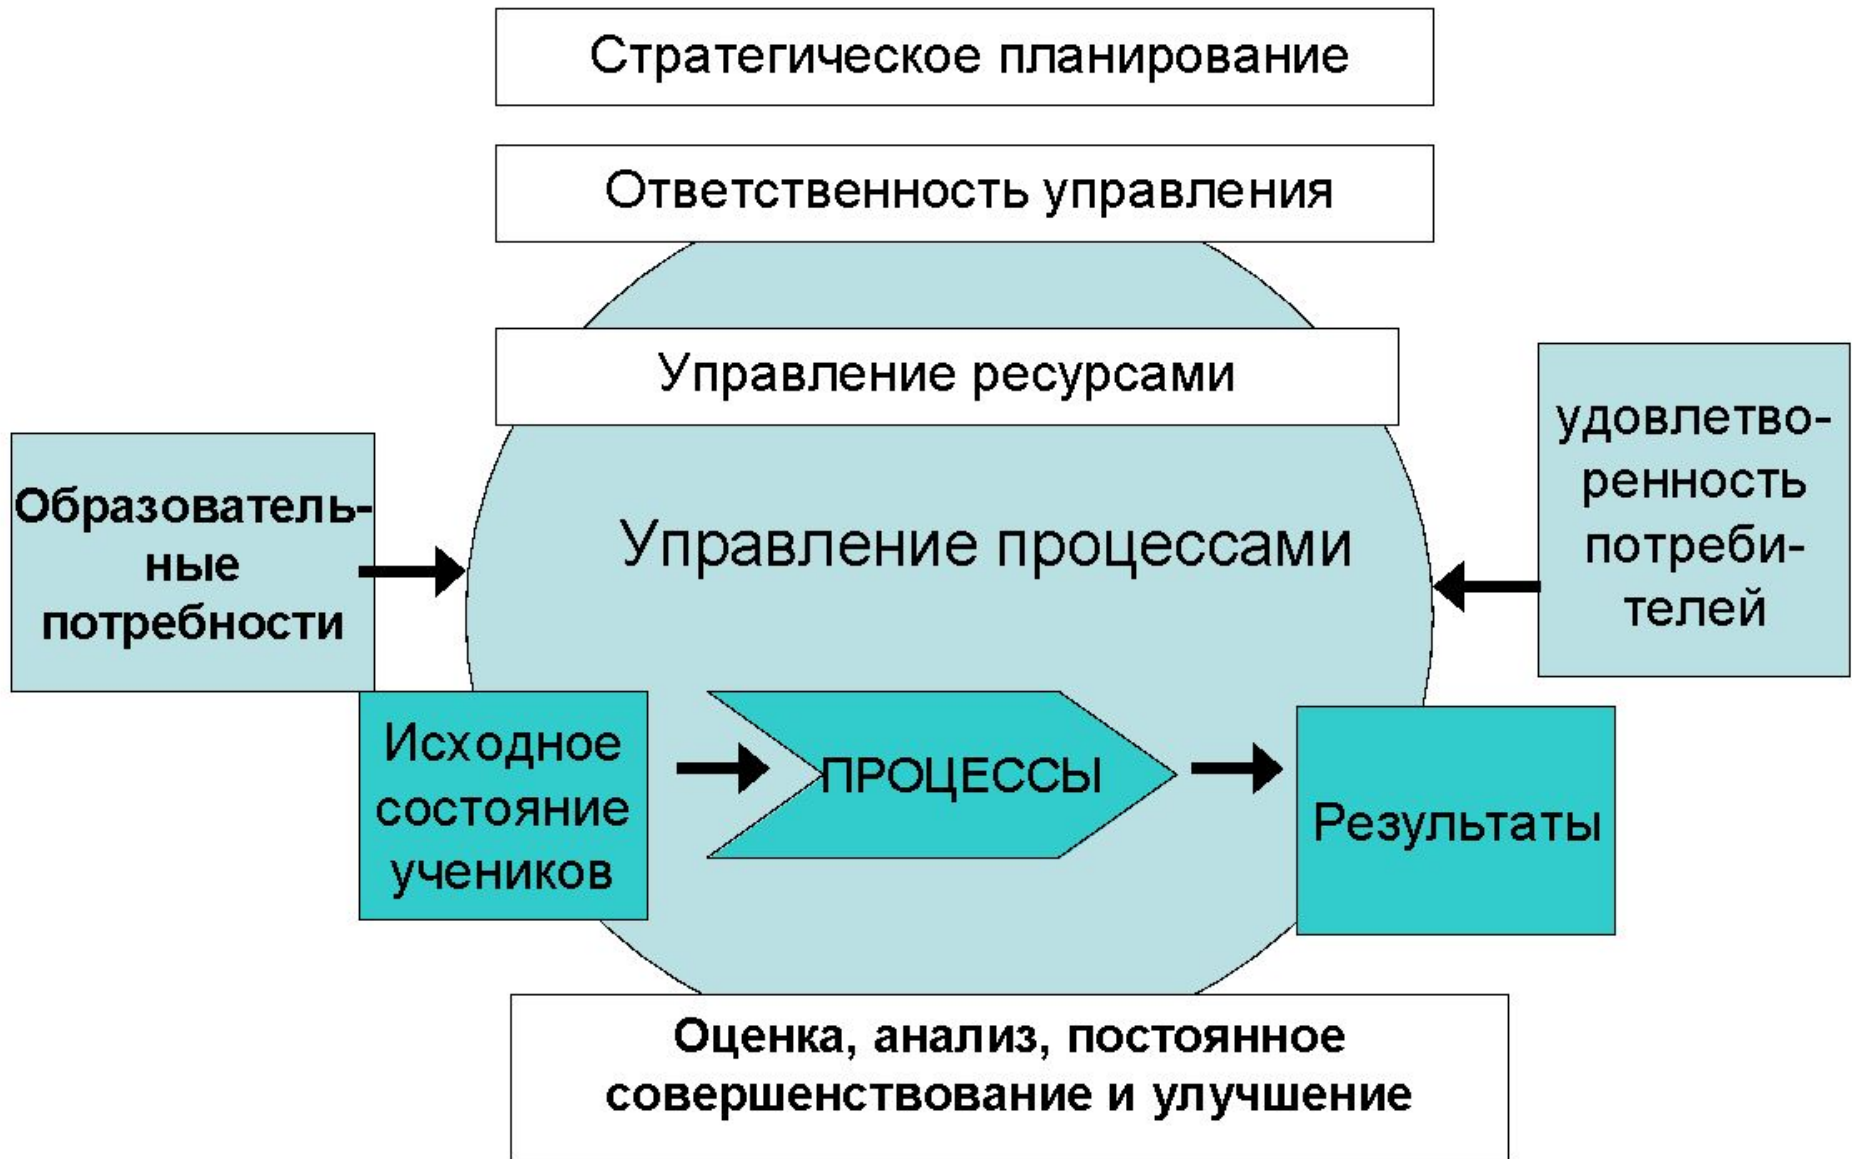 Стратегическое планирование
Ответственность управления
Управление ресурсами
Образователь-
ные
потребности
Управление процессами
удовлетво-
ренность
потреби-
телей
Исходное
состояние
учеников
ПРОЦЕССЫ
Результаты
Оценка, анализ, постоянное
совершенствование и улучшение